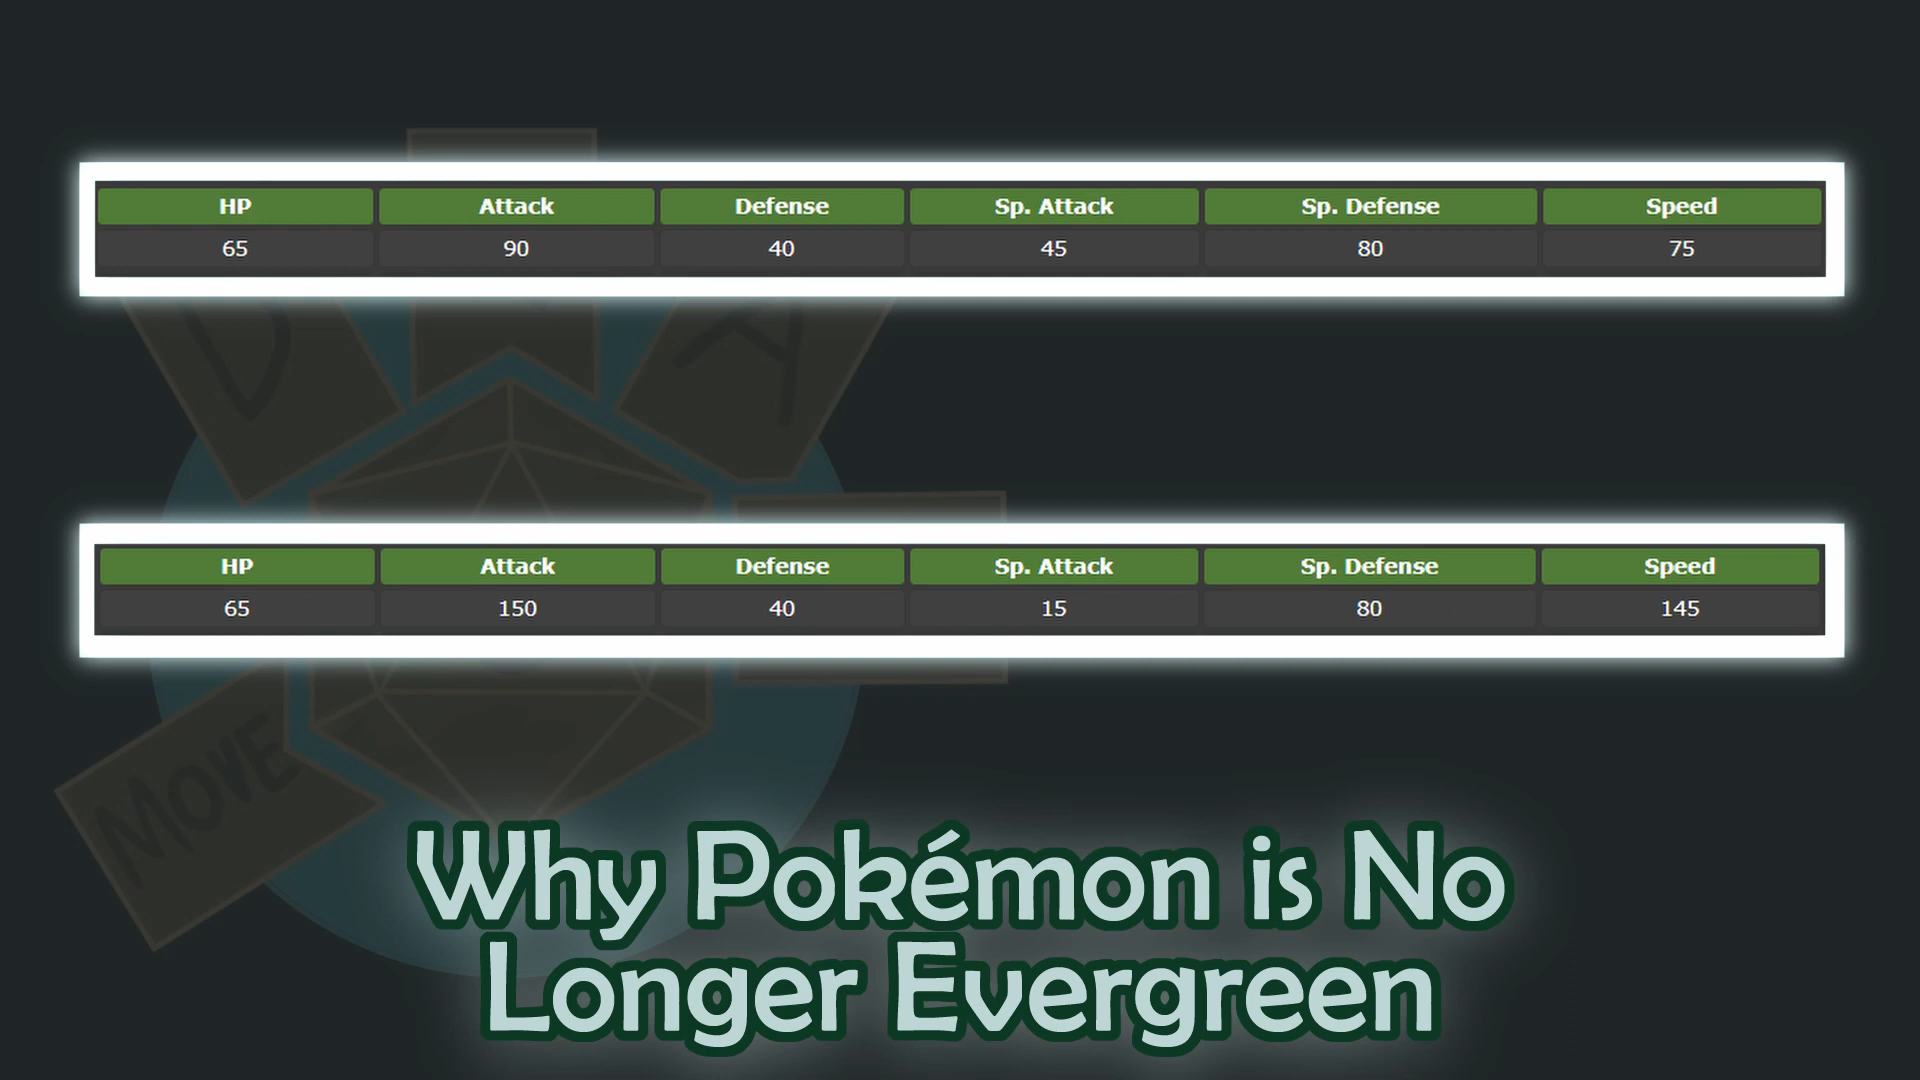 HP Attack Defense Sp. Attack Sp. Defense Speed
65 90 40 45 80 75
HP Attack Defense Sp. Attack Sp. Defense Speed
65 150 40 15 80 145
MOVE
Why Pokémon is No
Longer Evergreen